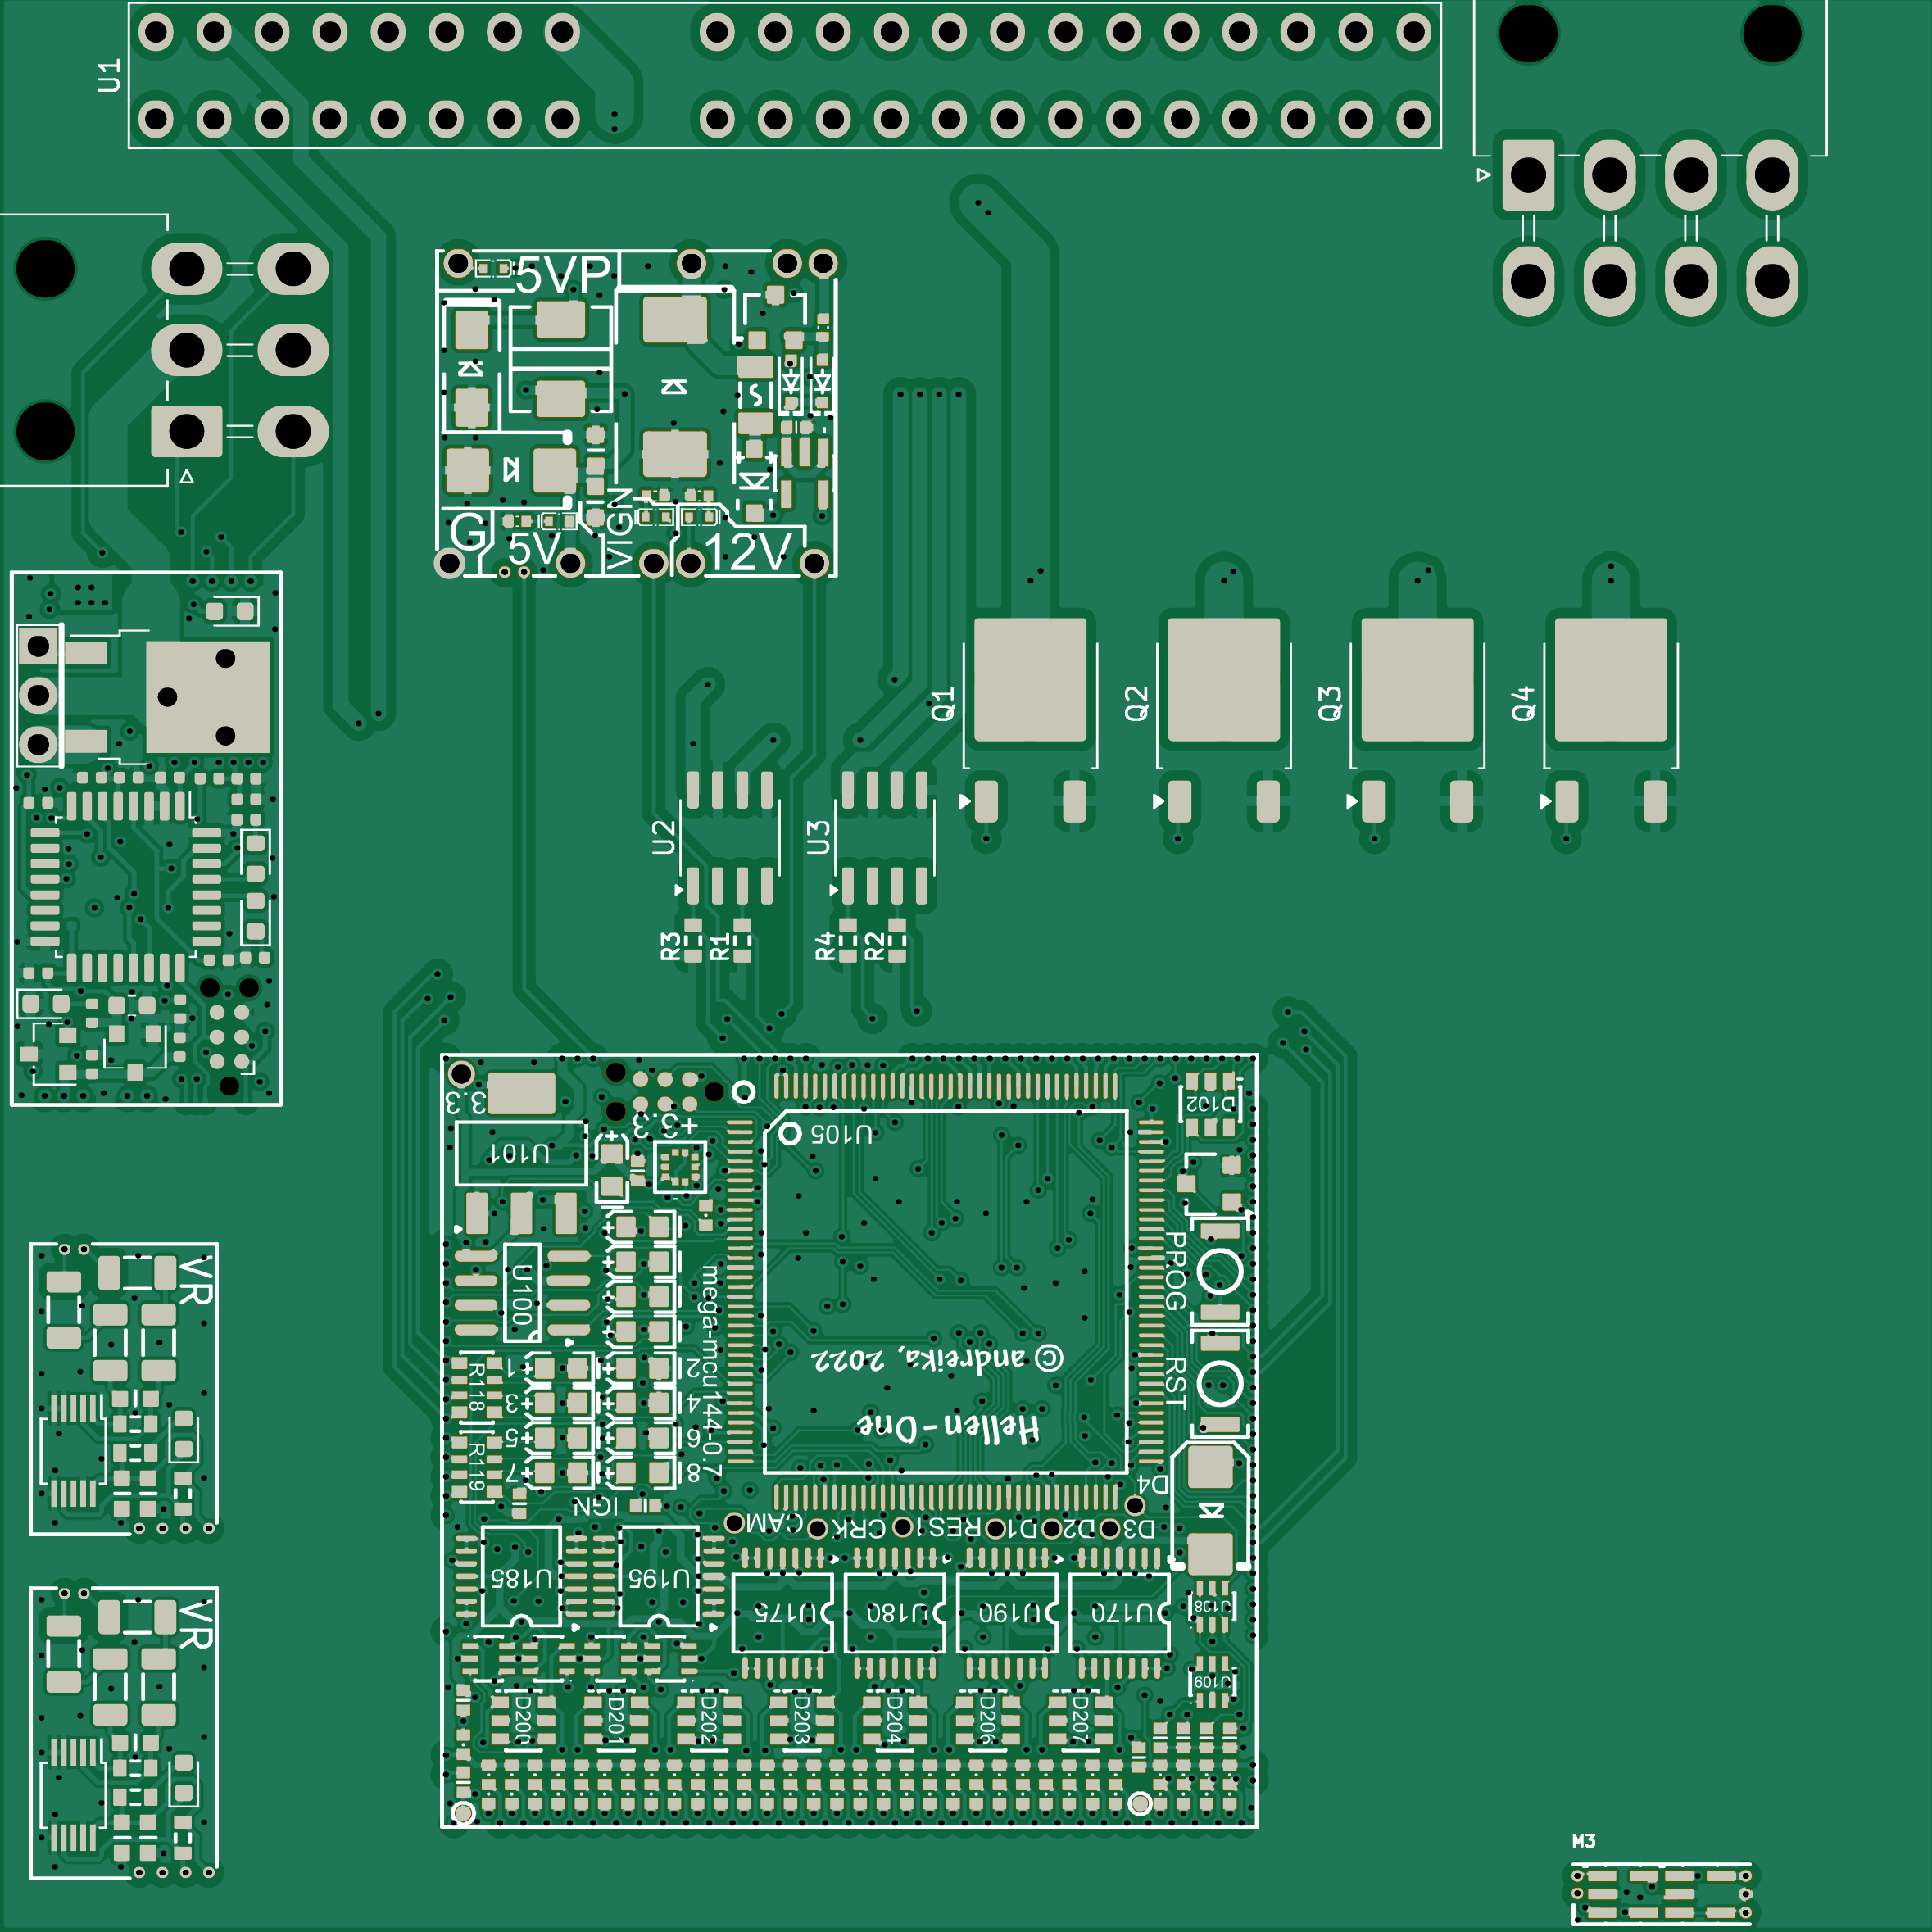 U1
5VP
G
5V
VIGN
12V
Q1
Q2
Q3
Q4
U2
U3
R3
R1
R4
R2
3.3
+3.3
U105
D102
U101
PROG
VR
U100
mega-mcu144-0.7
© andreika, 2022
RST
1
2
R118
3
4
Hellen-One
5
6
R119
7
8
D4
IGN
CAM
CRK
RES1
D1
D2
D3
U185
U195
U175
U180
U190
U170
U108
VR
U109
D200
D201
D202
D203
D204
D206
D207
M3